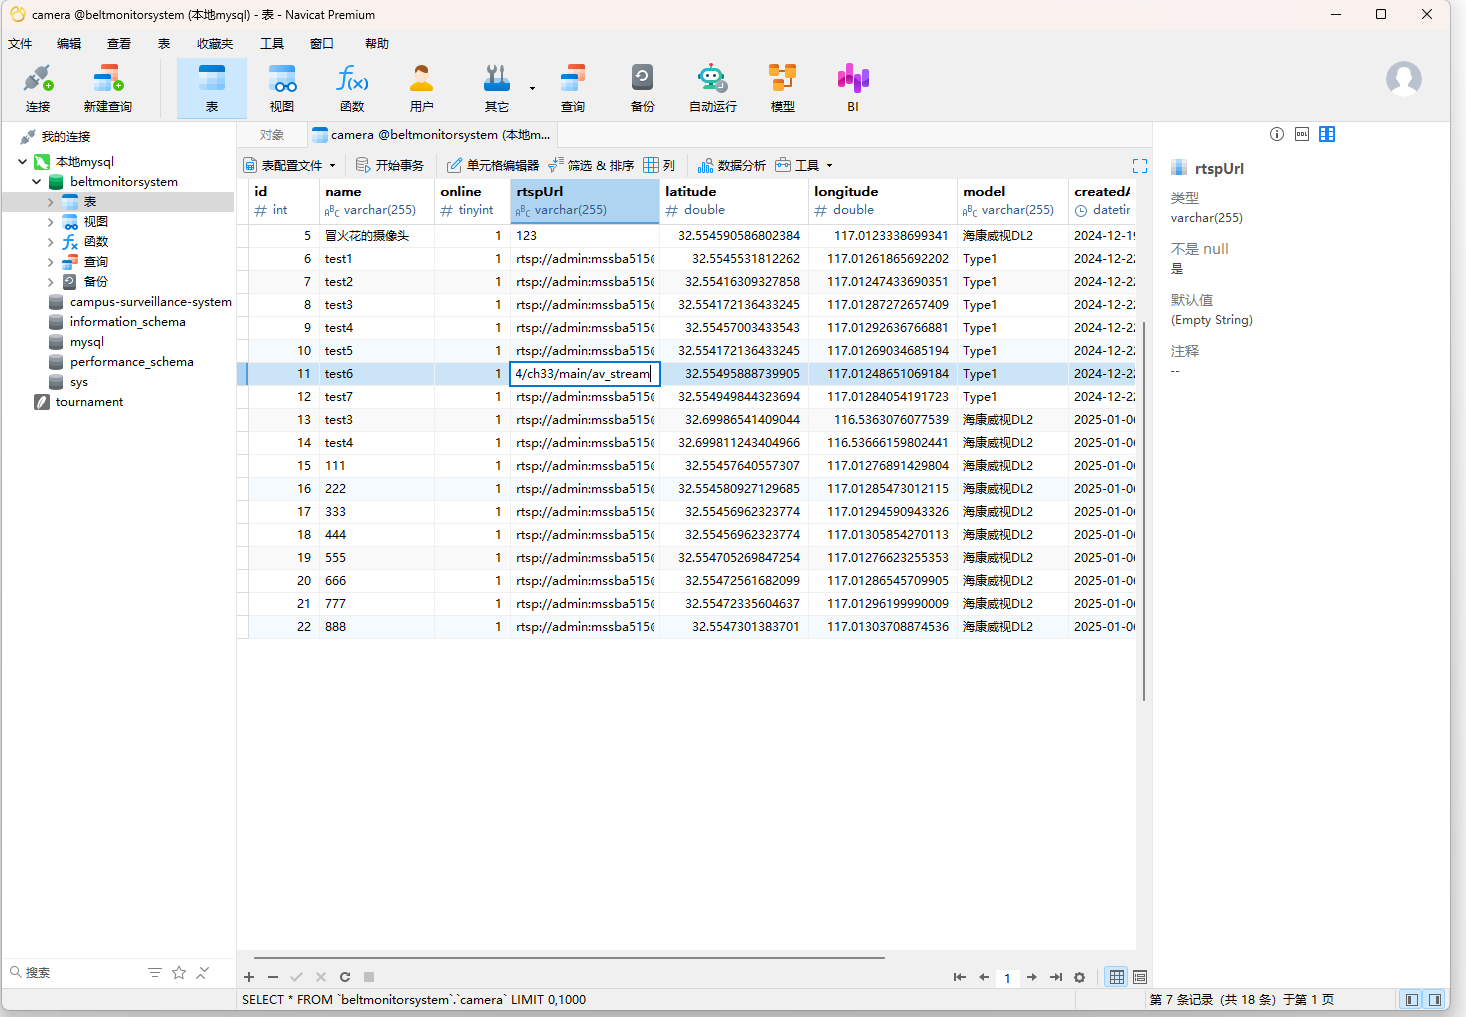 camera @beltmonitorsystem (本地mysql) - 表 - Navicat Premium
文件 编辑 查看 表 收藏夹 工具 窗口 帮助
连接 新建查询 表 视图 函数 用户 其它 查询 备份 自动运行 模型 BI
我的连接
本地mysql
beltmonitorsystem
表
视图
函数
查询
备份
campus-surveillance-system
information_schema
mysql
performance_schema
sys
tournament
搜索
对象 camera @beltmonitorsystem (本地m...
表配置文件 开始事务 单元格编辑器 筛选 & 排序 列 数据分析 工具
id name online rtspUrl latitude longitude model createdA
# int ABC varchar(255) # tinyint ABC varchar(255) # double # double ABC varchar(255) datetir
5 冒火花的摄像头 1 123 32.554590586802384 117.0123338699341 海康威视DL2 2024-12-19
6 test1 1 rtsp://admin:mssba515@ 32.5545531812262 117.01261865692202 Type1 2024-12-22
7 test2 1 rtsp://admin:mssba515@ 32.55416309327858 117.01247433690351 Type1 2024-12-22
8 test3 1 rtsp://admin:mssba515@ 32.554172136433245 117.01287272657409 Type1 2024-12-22
9 test4 1 rtsp://admin:mssba515@ 32.55457003433543 117.01292636766881 Type1 2024-12-22
10 test5 1 rtsp://admin:mssba515@ 32.554172136433245 117.01269034685194 Type1 2024-12-22
11 test6 1 4/ch33/main/av_stream 32.55495888739905 117.01248651069184 Type1 2024-12-22
12 test7 1 rtsp://admin:mssba515@ 32.554949844323694 117.01284054191723 Type1 2024-12-22
13 test3 1 rtsp://admin:mssba515@ 32.69986541409044 116.5363076077539 海康威视DL2 2025-01-06
14 test4 1 rtsp://admin:mssba515@ 32.699811243404966 116.53666159802441 海康威视DL2 2025-01-06
15 111 1 rtsp://admin:mssba515@ 32.55457640557307 117.01276891429804 海康威视DL2 2025-01-06
16 222 1 rtsp://admin:mssba515@ 32.554580927129685 117.01285473012115 海康威视DL2 2025-01-06
17 333 1 rtsp://admin:mssba515@ 32.55456962323774 117.01294590943326 海康威视DL2 2025-01-06
18 444 1 rtsp://admin:mssba515@ 32.55456962323774 117.01305854270113 海康威视DL2 2025-01-06
19 555 1 rtsp://admin:mssba515@ 32.554705269847254 117.01276623255353 海康威视DL2 2025-01-06
20 666 1 rtsp://admin:mssba515@ 32.55472561682099 117.01286545709905 海康威视DL2 2025-01-06
21 777 1 rtsp://admin:mssba515@ 32.55472335604637 117.01296199990009 海康威视DL2 2025-01-06
22 888 1 rtsp://admin:mssba515@ 32.5547301383701 117.01303708874536 海康威视DL2 2025-01-06
DDL
rtspUrl
类型
varchar(255)
不是 null
是
默认值
(Empty String)
注释
--
1
SELECT * FROM `beltmonitorsystem`.`camera` LIMIT 0,1000
第 7 条记录（共 18 条）于第 1 页